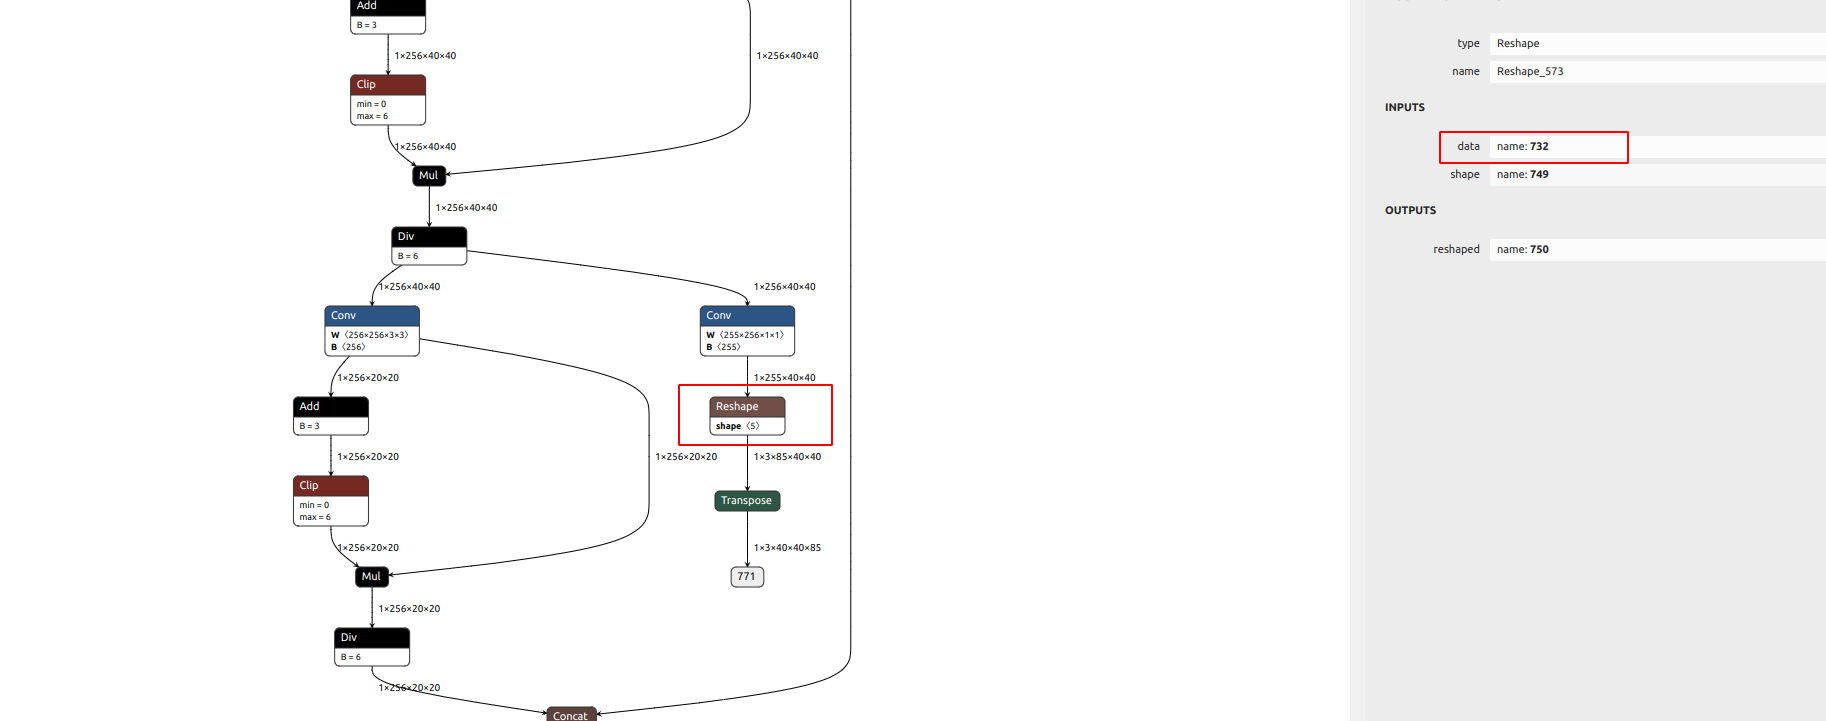 Add
B = 3
1×256×40×40
1×256×40×40
Clip
min = 0
max = 6
1×256×40×40
Mul
1×256×40×40
Div
B = 6
1×256×40×40
1×256×40×40
Conv
W 〈256×256×3×3〉
B 〈256〉
Conv
W 〈255×256×1×1〉
B 〈255〉
1×256×20×20
1×255×40×40
Add
B = 3
Reshape
shape 〈5〉
1×256×20×20
1×256×20×20
1×3×85×40×40
Clip
min = 0
max = 6
Transpose
1×256×20×20
1×3×40×40×85
Mul
771
1×256×20×20
Div
B = 6
1×256×20×20
Concat
type Reshape
name Reshape_573
INPUTS
data name: 732
shape name: 749
OUTPUTS
reshaped name: 750